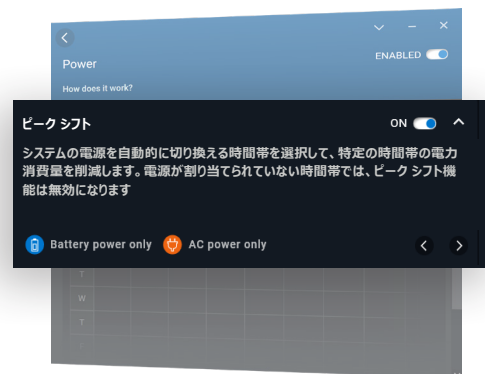 Power
ENABLED
How does it work?
ピーク シフト
ON
システムの電源を自動的に切り換える時間帯を選択して、特定の時間帯の電力
消費量を削減します。電源が割り当てられていない時間帯では、ピーク シフト機
能は無効になります
Battery power only
AC power only
T
W
T